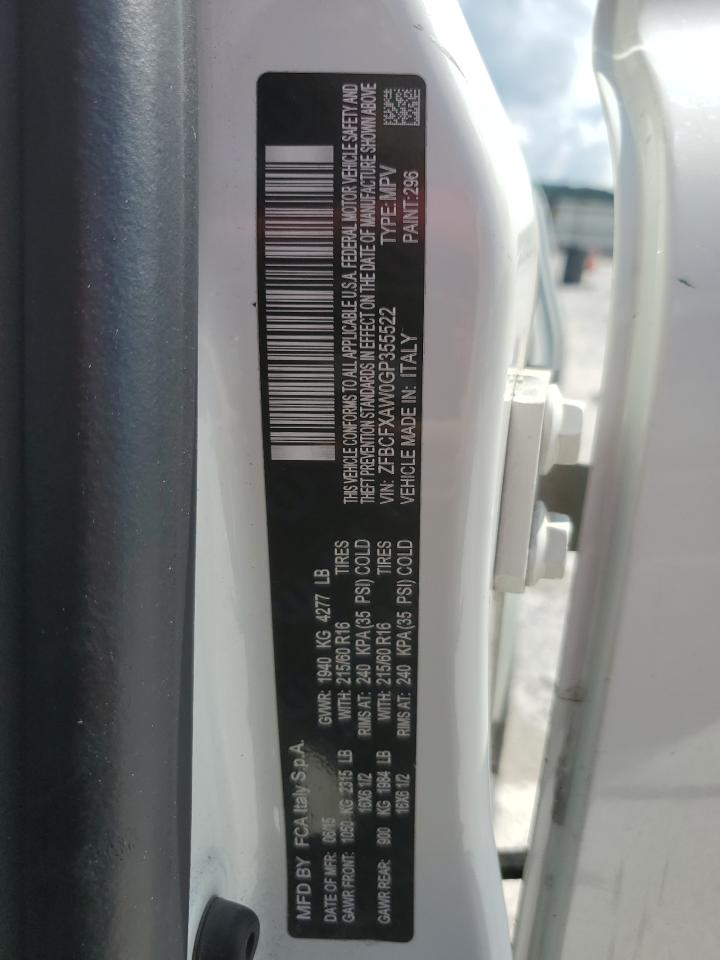 MFD BY FCA Italy S.p.A.
DATE OF MFR: 06/15 GVWR: 1940 KG 4277 LB
GAWR FRONT: 1050 KG 2315 LB WITH: 215/60 R16 TIRES
16X6 1/2 RIMS AT: 240 KPA (35 PSI) COLD
GAWR REAR: 900 KG 1984 LB WITH: 215/60 R16 TIRES
16X6 1/2 RIMS AT: 240 KPA (35 PSI) COLD
THIS VEHICLE CONFORMS TO ALL APPLICABLE U.S.A. FEDERAL MOTOR VEHICLE SAFETY AND
THEFT PREVENTION STANDARDS IN EFFECT ON THE DATE OF MANUFACTURE SHOWN ABOVE
VIN: ZFBCFXAW0GP355522 TYPE: MPV
VEHICLE MADE IN: ITALY PAINT: 296